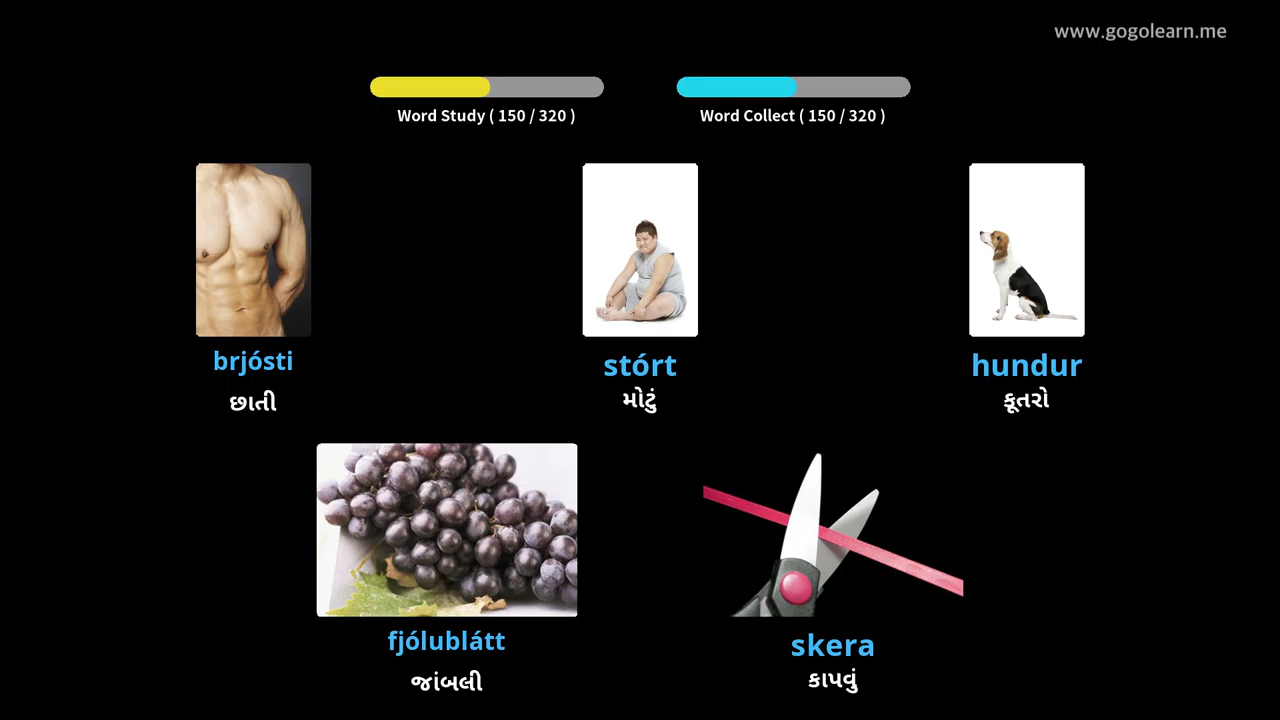 www.gogolearn.me
Word Study ( 150 / 320 )
Word Collect ( 150 / 320 )
brjósti
છાતી
stórt
મોટું
hundur
કૂતરો
fjólublátt
જાંબલી
skera
કાપવું